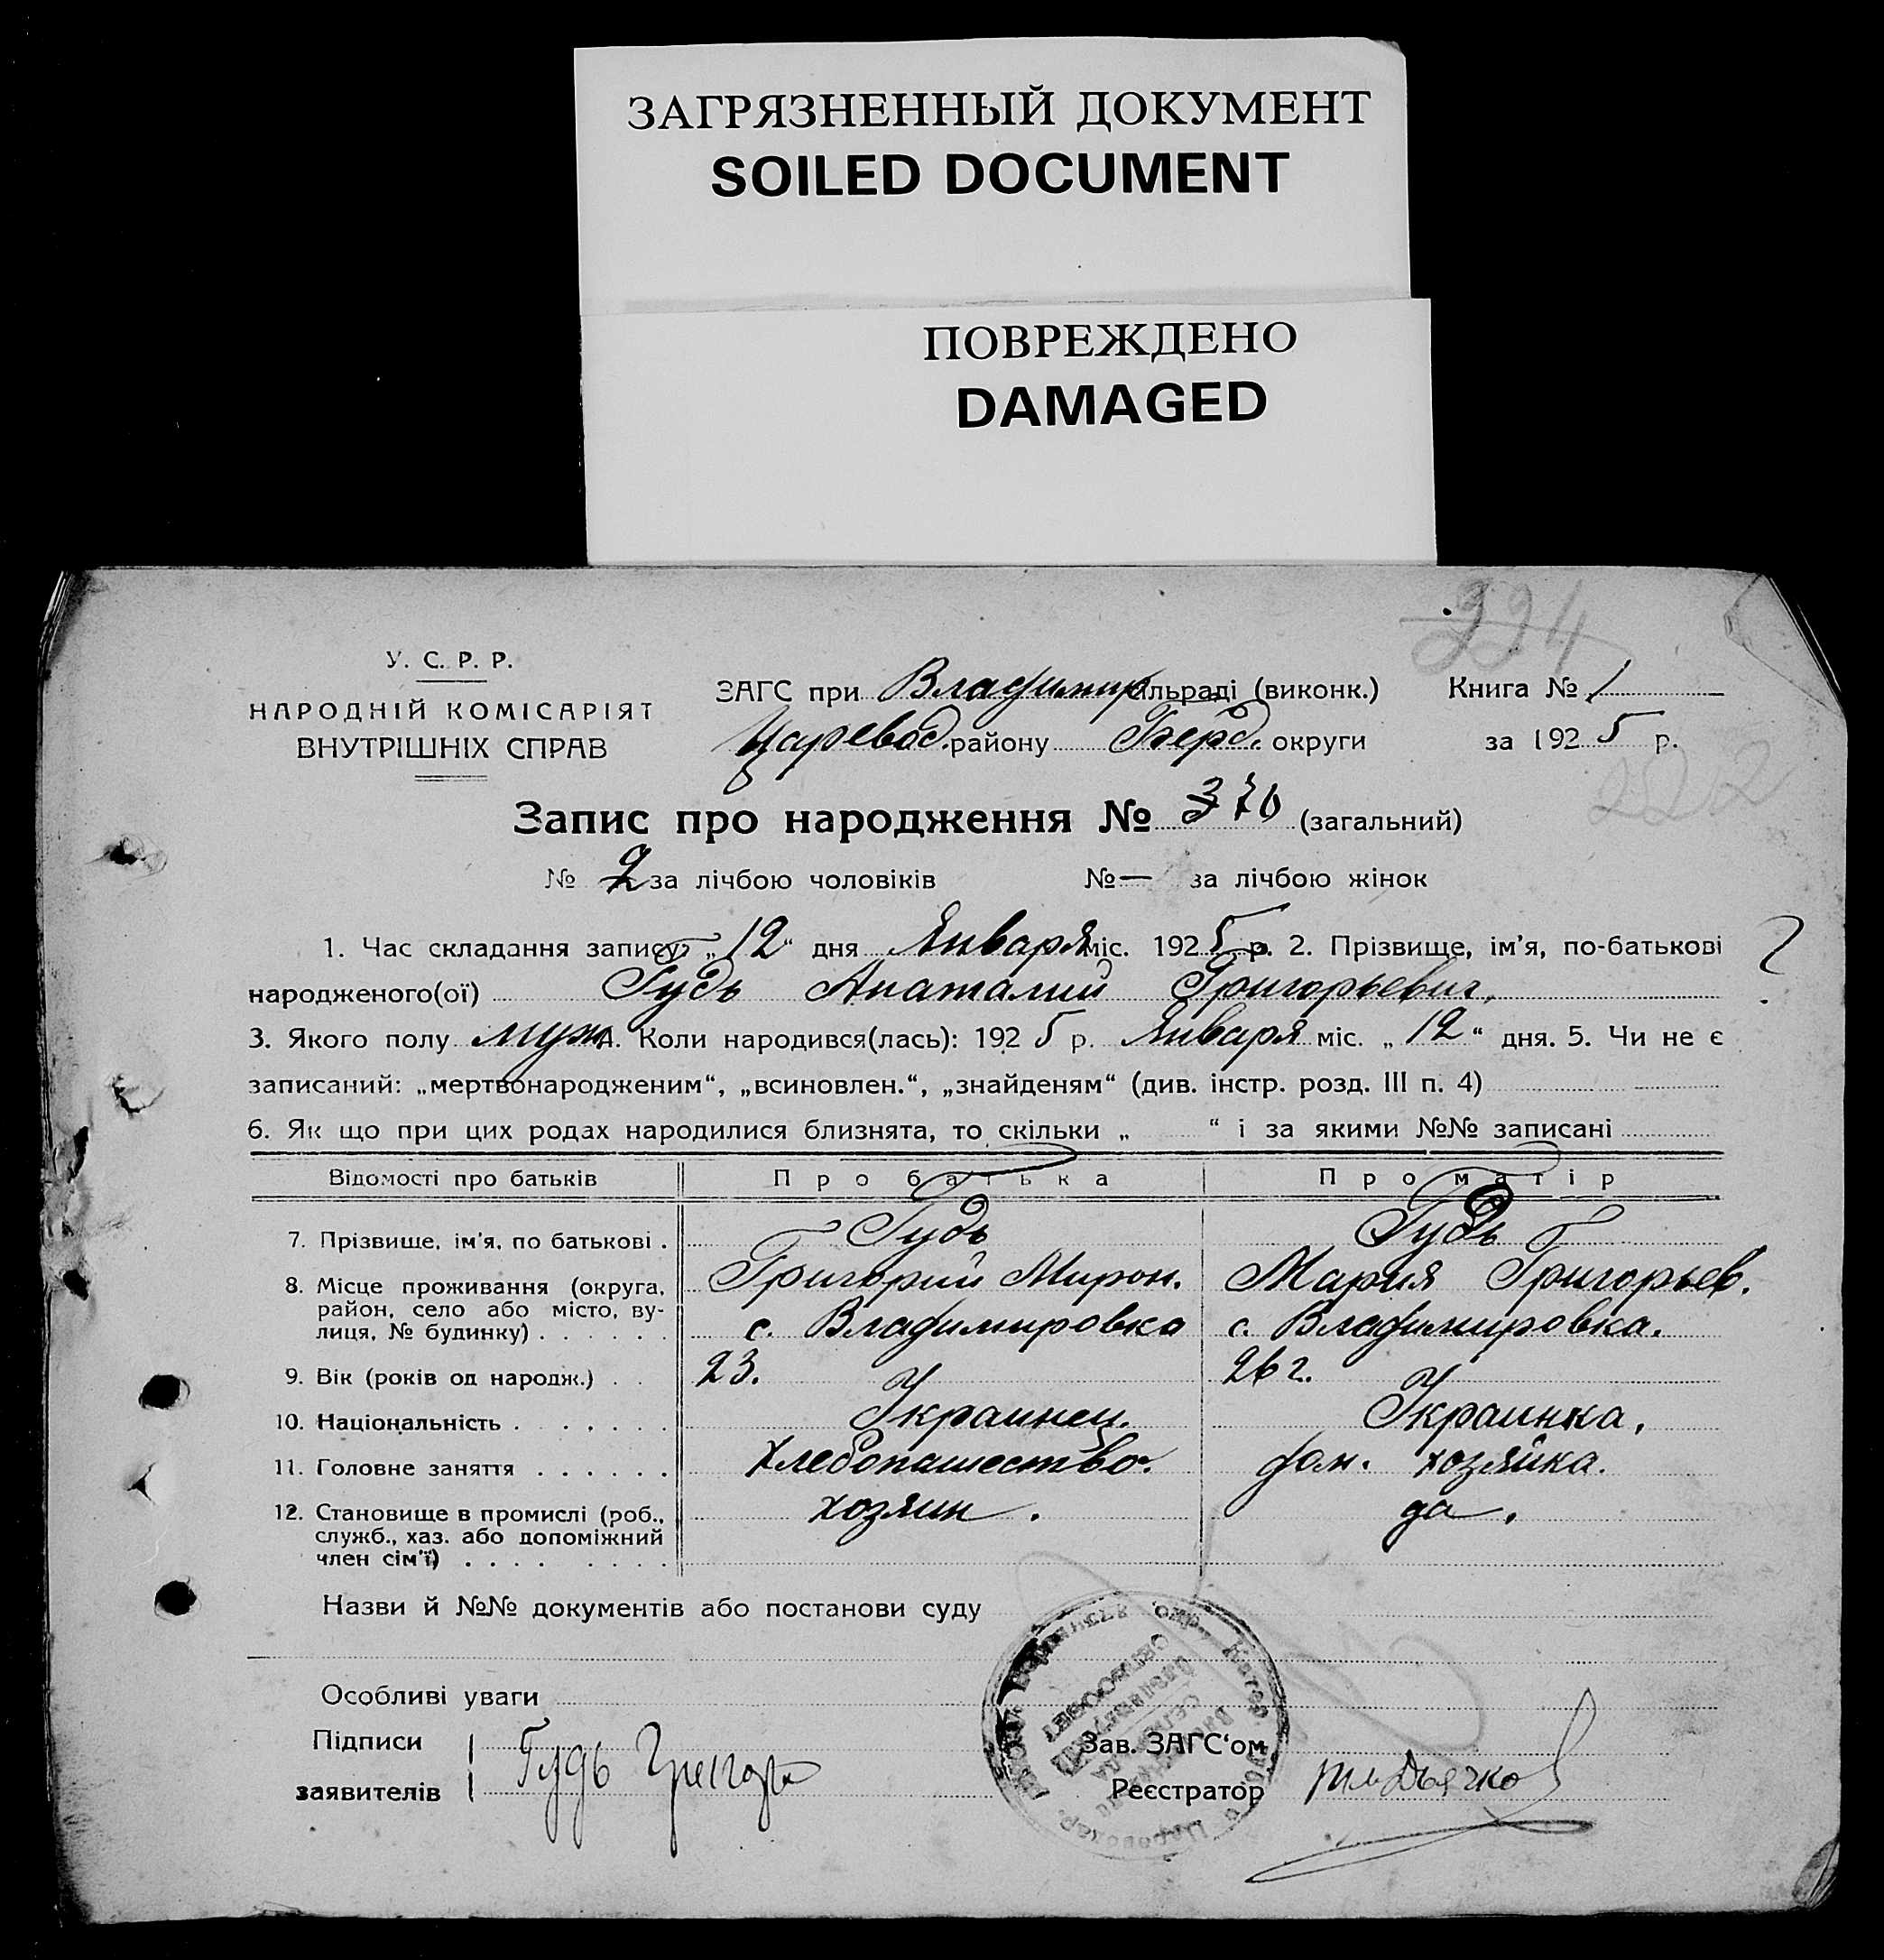 ЗАГРЯЗНЕННЫЙ ДОКУМЕНТ
SOILED DOCUMENT
ПОВРЕЖДЕНО
DAMAGED
224
У. С. Р. Р.
НАРОДНІЙ КОМІСАРІЯТ
ВНУТРІШНІХ СПРАВ
ЗАГС при Владимир сільраді (виконк.) Книга № 1
Царевод. району Берд. округи за 1925 р.
222
Запис про народження № 370 (загальний)
№ 2 за лічбою чоловіків № — за лічбою жінок
1. Час складання запису: „12“ дня Января міс. 1925 р. 2. Прізвище, ім'я, по-батькові
народженого(ої) Гудь Анаталий Григорьевич.
3. Якого полу муж. 4. Коли народився(лась): 1925 р. Января міс. „12“ дня. 5. Чи не є
записаний: „мертвонародженим“, „всиновлен.“, „знайденям“ (див. інстр. розд. III п. 4)
6. Як що при цих родах народилися близнята, то скільки „ “ і за якими №№ записані
Відомості про батьків Про батька Про матір
7. Прізвище, ім'я, по батькові . Гудь Гудь
Григорий Мирон. Мария Григорьев.
8. Місце проживання (округа, район, село або місто, ву-
лиця, № будинку) . . . . . . с. Владимировка с. Владимировка.
9. Вік (років од народж.) . . 23. 26 г.
10. Національність . . . . . . Украинец. Украинка.
11. Головне заняття . . . . . . хлебопашество. дом. хозяйка.
12. Становище в промислі (роб., хозяин. да.
служб., хаз. або допоміжний
член сім'ї) . . . . . . . .
Назви й №№ документів або постанови суду
Особливі уваги
Підписи
заявителів Гудь Григорій
Зав. ЗАГС'ом
Реєстратор